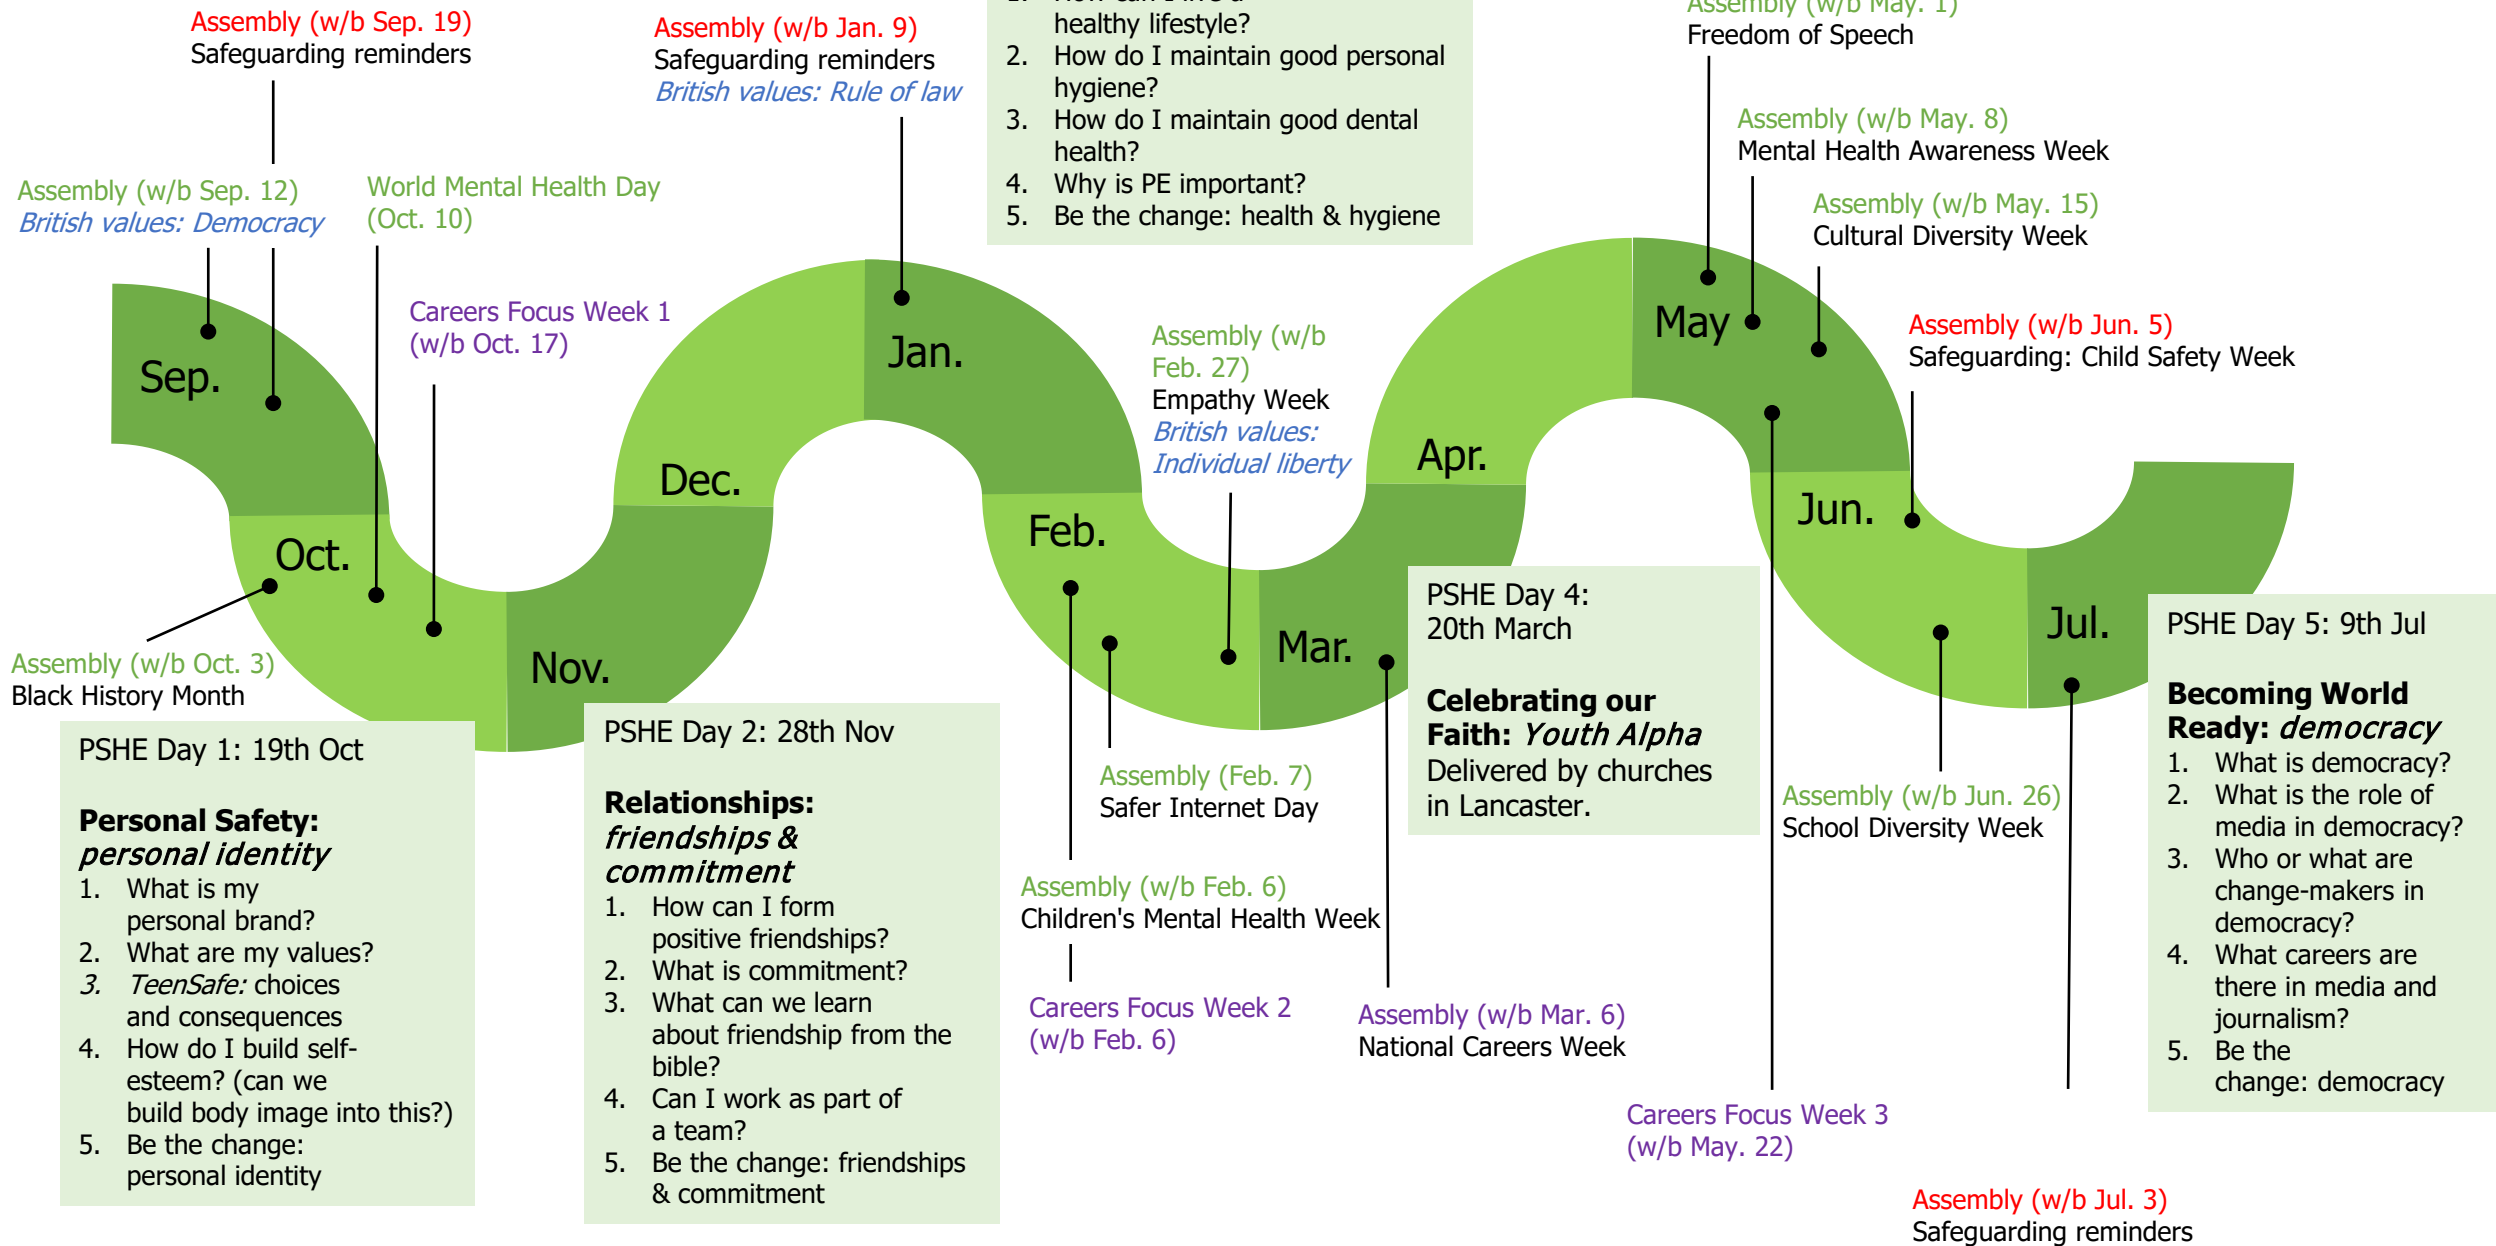 Assembly (w/b Sep. 19)
Safeguarding reminders
Assembly (w/b Jan. 9)
Safeguarding reminders
British values: Rule of law
healthy lifestyle?
2. How do I maintain good personal
hygiene?
3. How do I maintain good dental
health?
4. Why is PE important?
5. Be the change: health & hygiene
Assembly (w/b May. 1)
Freedom of Speech
Assembly (w/b May. 8)
Mental Health Awareness Week
Assembly (w/b May. 15)
Cultural Diversity Week
Assembly (w/b Sep. 12)
British values: Democracy
World Mental Health Day
(Oct. 10)
Careers Focus Week 1
(w/b Oct. 17)
Assembly (w/b
Feb. 27)
Empathy Week
British values:
Individual liberty
Assembly (w/b Jun. 5)
Safeguarding: Child Safety Week
Sep.
Oct.
Nov.
Dec.
Jan.
Feb.
Mar.
Apr.
May
Jun.
Jul.
Assembly (w/b Oct. 3)
Black History Month
PSHE Day 1: 19th Oct
Personal Safety:
personal identity
1. What is my
personal brand?
2. What are my values?
3. TeenSafe: choices
and consequences
4. How do I build self-
esteem? (can we
build body image into this?)
5. Be the change:
personal identity
PSHE Day 2: 28th Nov
Relationships:
friendships &
commitment
1. How can I form
positive friendships?
2. What is commitment?
3. What can we learn
about friendship from the
bible?
4. Can I work as part of
a team?
5. Be the change: friendships
& commitment
Assembly (Feb. 7)
Safer Internet Day
Assembly (w/b Feb. 6)
Children's Mental Health Week
Careers Focus Week 2
(w/b Feb. 6)
Assembly (w/b Mar. 6)
National Careers Week
PSHE Day 4:
20th March
Celebrating our
Faith: Youth Alpha
Delivered by churches
in Lancaster.
Careers Focus Week 3
(w/b May. 22)
Assembly (w/b Jun. 26)
School Diversity Week
Assembly (w/b Jul. 3)
Safeguarding reminders
PSHE Day 5: 9th Jul
Becoming World
Ready: democracy
1. What is democracy?
2. What is the role of
media in democracy?
3. Who or what are
change-makers in
democracy?
4. What careers are
there in media and
journalism?
5. Be the
change: democracy